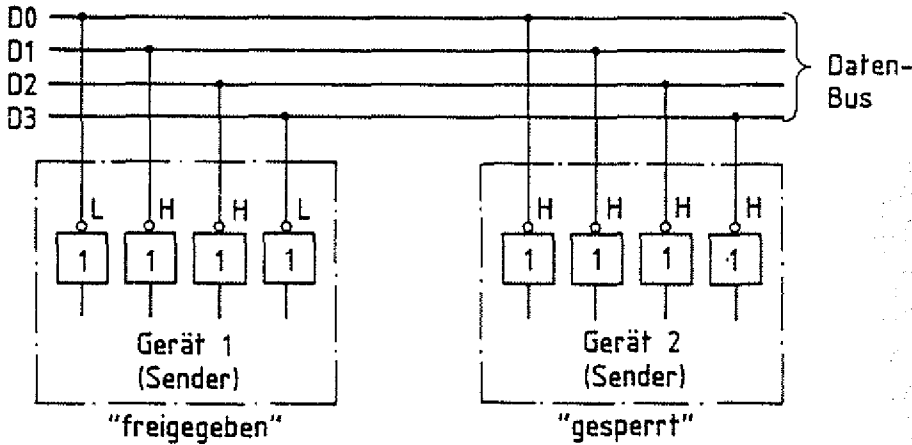 D0
D1
D2
D3
Daten-
Bus
L H H L
H H H H
1 1 1 1
1 1 1 1
Gerät 1
(Sender)
Gerät 2
(Sender)
"freigegeben"
"gesperrt"